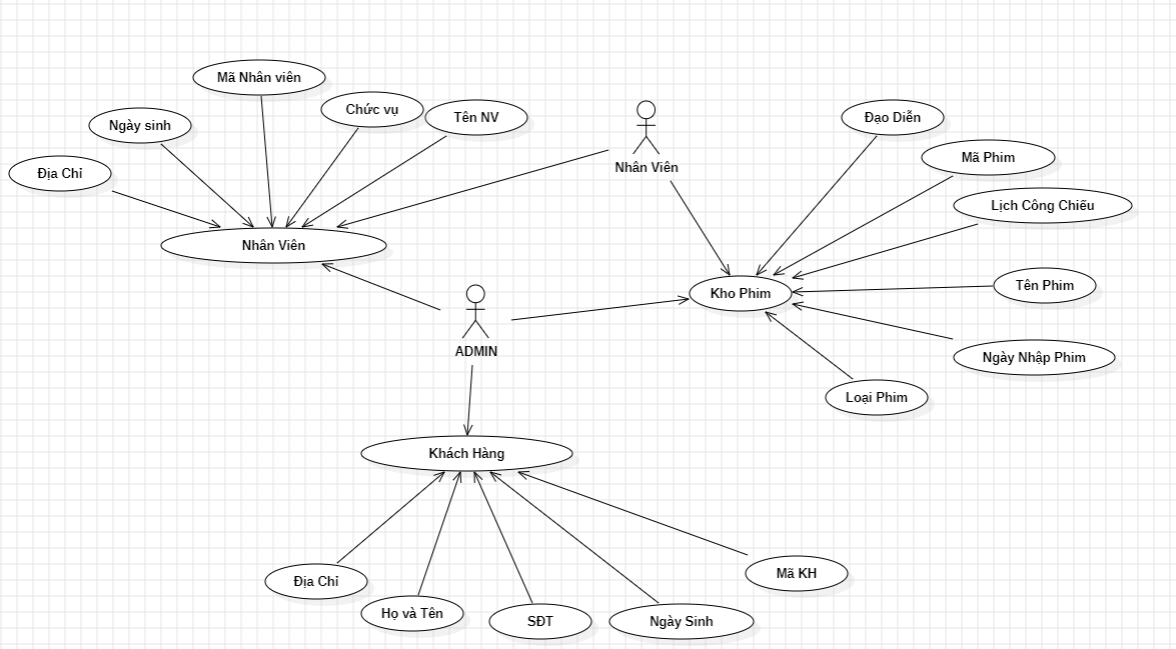 Mã Nhân viên
Chức vụ
Tên NV
Ngày sinh
Địa Chỉ
Nhân Viên
Đạo Diễn
Mã Phim
Lịch Công Chiếu
Nhân Viên
Kho Phim
Tên Phim
ADMIN
Ngày Nhập Phim
Loại Phim
Khách Hàng
Địa Chỉ
Họ và Tên
SĐT
Ngày Sinh
Mã KH